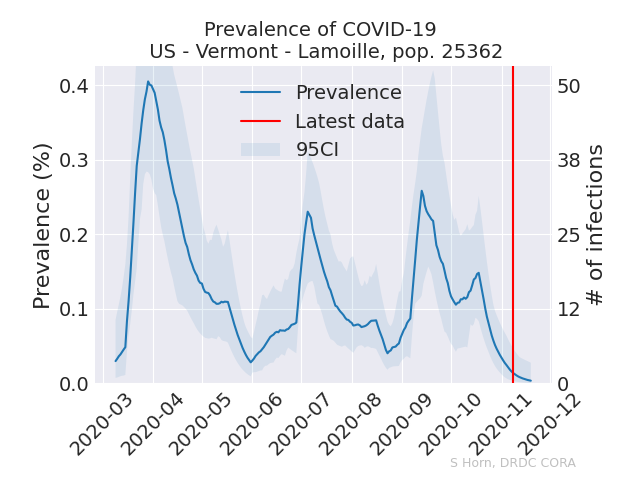 Prevalence of COVID-19
US - Vermont - Lamoille, pop. 25362
Prevalence
Latest data
95CI
Prevalence (%)
0.4
0.3
0.2
0.1
0.0
# of infections
50
38
25
12
0
2020-03
2020-04
2020-05
2020-06
2020-07
2020-08
2020-09
2020-10
2020-11
2020-12
S Horn, DRDC CORA